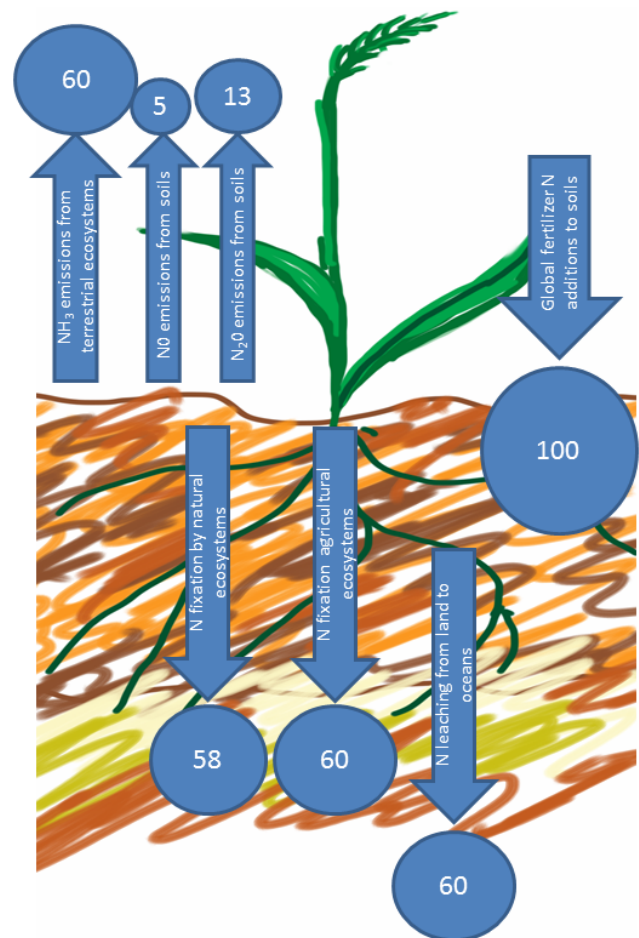 60
5
13
NH₃ emissions from
terrestrial ecosystems
N0 emissions from soils
N₂0 emissions from soils
Global fertilizer N
additions to soils
100
N fixation by natural
ecosystems
58
N fixation agricultural
ecosystems
60
N leaching from land to
oceans
60